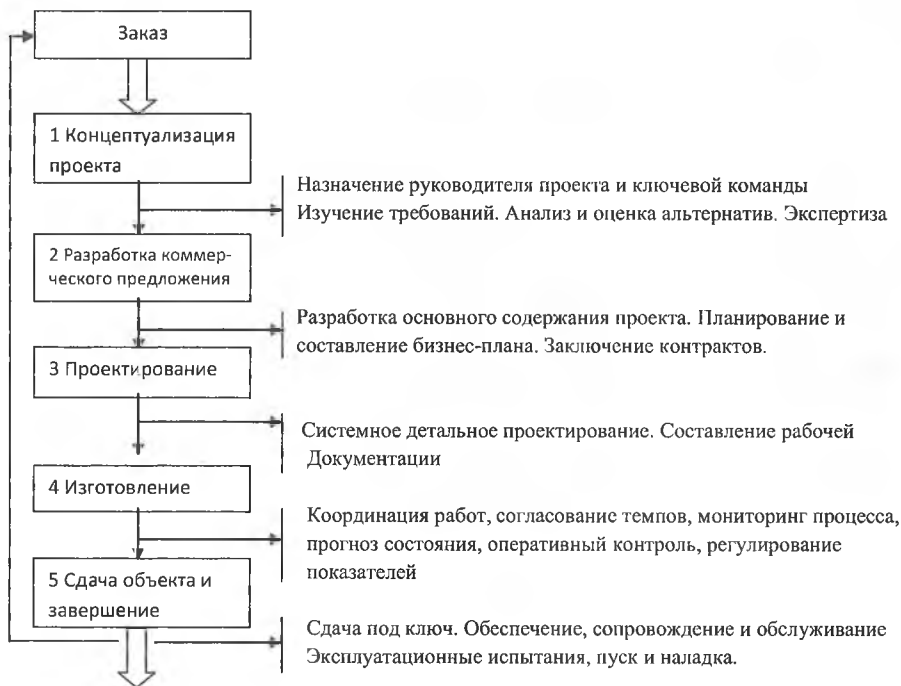 Заказ
1 Концептуализация
проекта
Назначение руководителя проекта и ключевой команды
Изучение требований. Анализ и оценка альтернатив. Экспертиза
2 Разработка коммер-
ческого предложения
Разработка основного содержания проекта. Планирование и
составление бизнес-плана. Заключение контрактов.
3 Проектирование
Системное детальное проектирование. Составление рабочей
Документации
4 Изготовление
Координация работ, согласование темпов, мониторинг процесса,
прогноз состояния, оперативный контроль, регулирование
показателей
5 Сдача объекта и
завершение
Сдача под ключ. Обеспечение, сопровождение и обслуживание
Эксплуатационные испытания, пуск и наладка.